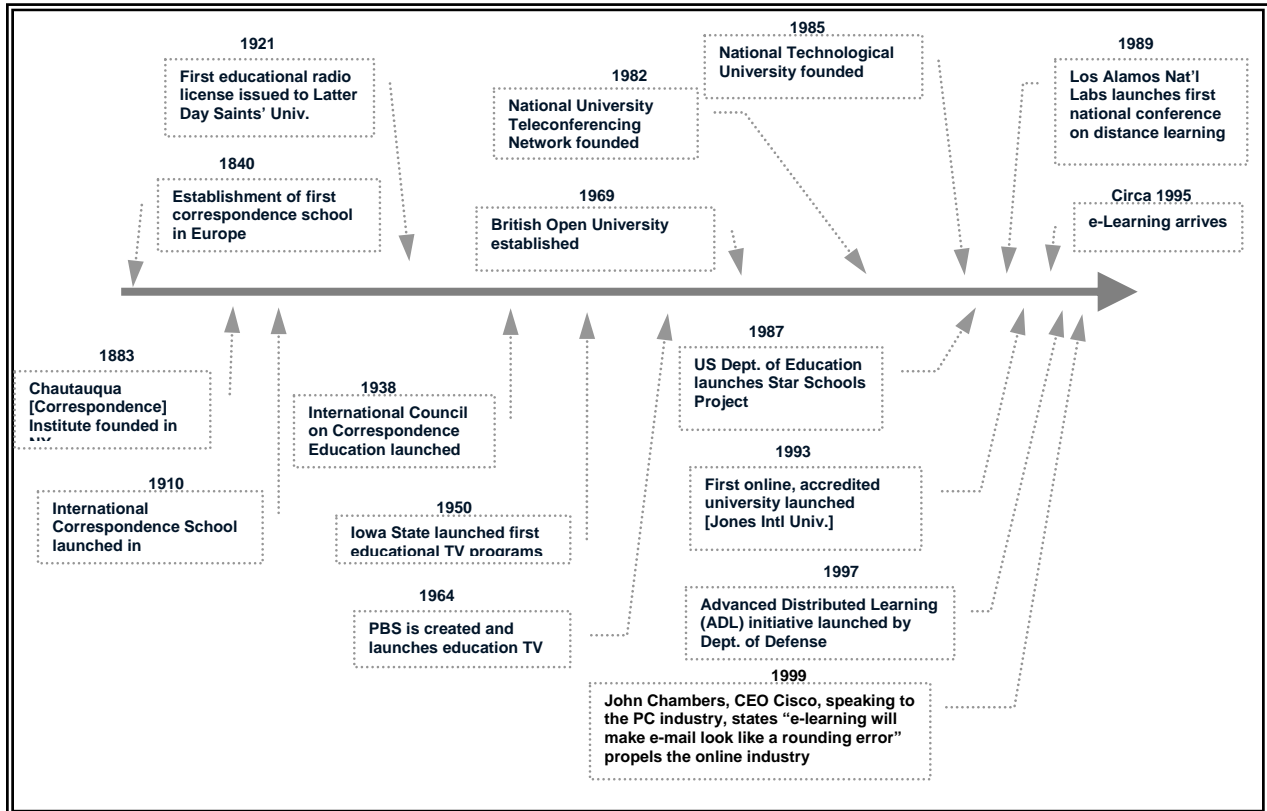 1921
First educational radio
license issued to Latter
Day Saints' Univ.
1840
Establishment of first
correspondence school
in Europe
1982
National University
Teleconferencing
Network founded
1969
British Open University
established
1985
National Technological
University founded
1989
Los Alamos Nat'l
Labs launches first
national conference
on distance learning
Circa 1995
e-Learning arrives
1883
Chautauqua
[Correspondence]
Institute founded in
1910
International
Correspondence School
launched in
1938
International Council
on Correspondence
Education launched
1950
Iowa State launched first
educational TV programs
1964
PBS is created and
launches education TV
1987
US Dept. of Education
launches Star Schools
Project
1993
First online, accredited
university launched
[Jones Intl Univ.]
1997
Advanced Distributed Learning
(ADL) initiative launched by
Dept. of Defense
1999
John Chambers, CEO Cisco, speaking to
the PC industry, states “e-learning will
make e-mail look like a rounding error”
propels the online industry